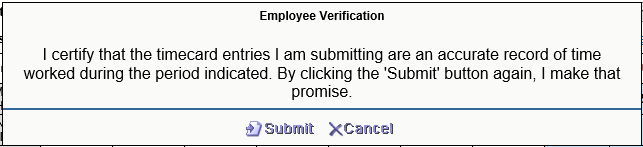 Employee Verification
I certify that the timecard entries I am submitting are an accurate record of time
worked during the period indicated. By clicking the 'Submit' button again, I make that
promise.
Submit Cancel